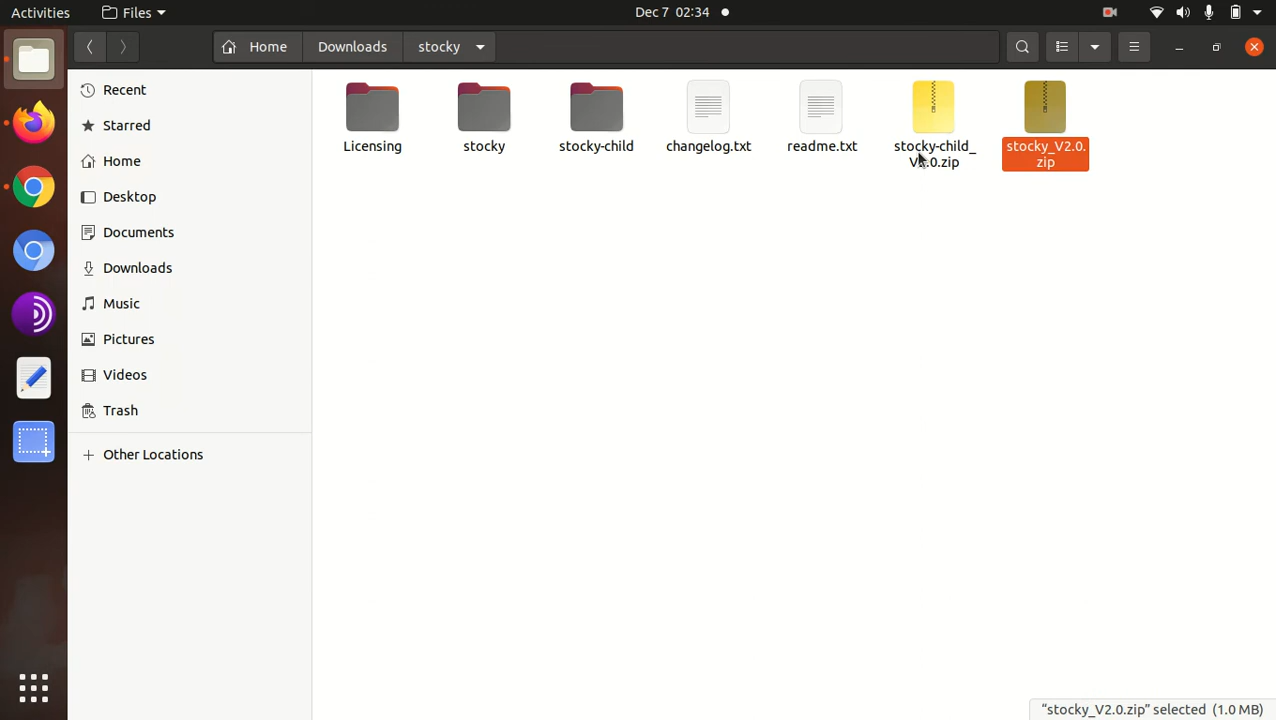 Activities
Files
Dec 7 02:34
Home
Downloads
stocky
Recent
Starred
Home
Desktop
Documents
Downloads
Music
Pictures
Videos
Trash
Other Locations
Licensing
stocky
stocky-child
changelog.txt
readme.txt
stocky-child_
.0.zip
stocky_V2.0.
zip
“stocky_V2.0.zip” selected (1.0 MB)